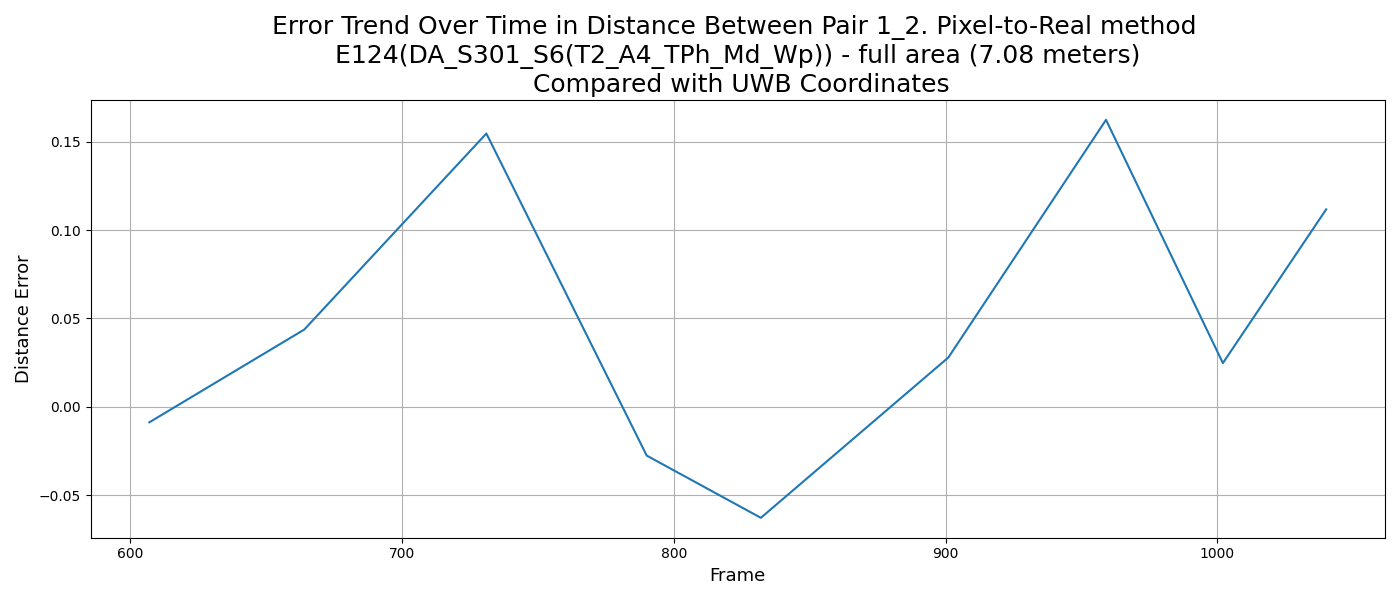 Error Trend Over Time in Distance Between Pair 1_2. Pixel-to-Real method
E124(DA_S301_S6(T2_A4_TPh_Md_Wp)) - full area (7.08 meters)
Compared with UWB Coordinates
Distance Error
0.15
0.10
0.05
0.00
−0.05
600 700 800 900 1000
Frame